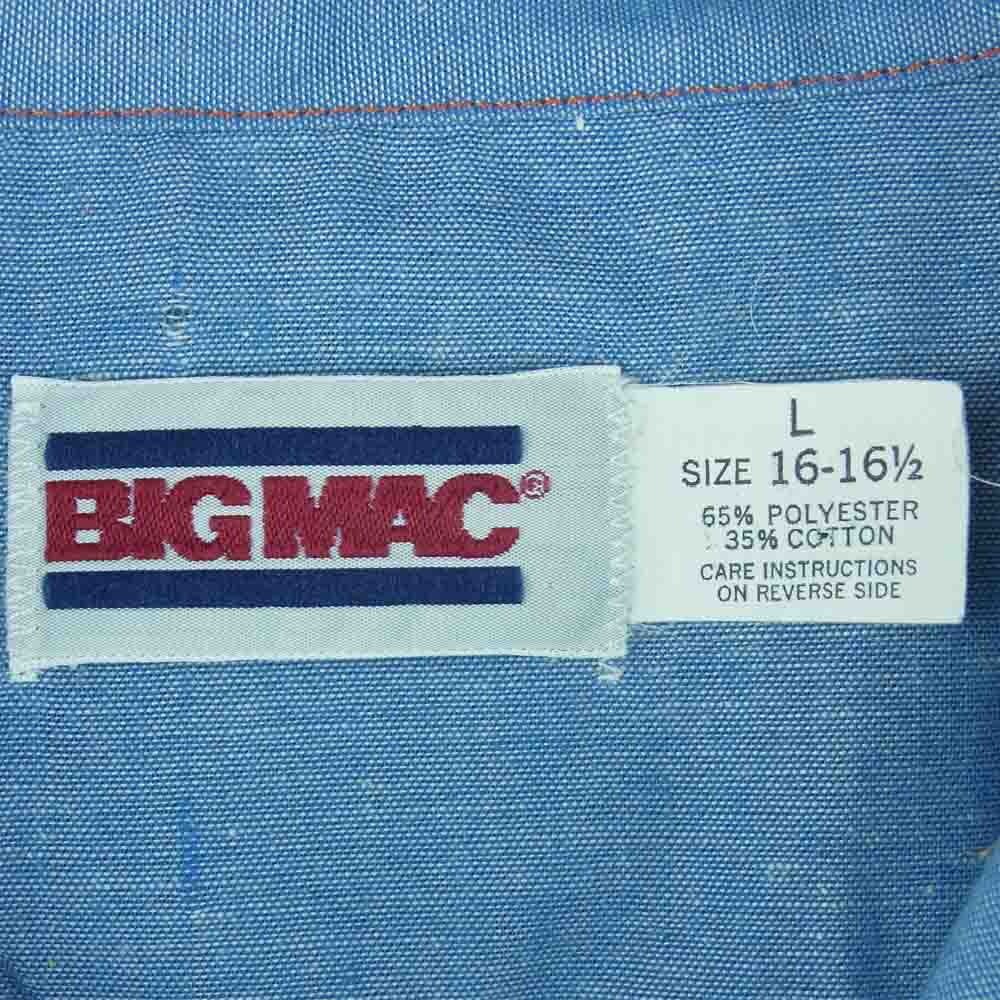 BIG MAC®
L
SIZE 16-16½
65% POLYESTER
35% COTTON
CARE INSTRUCTIONS
ON REVERSE SIDE